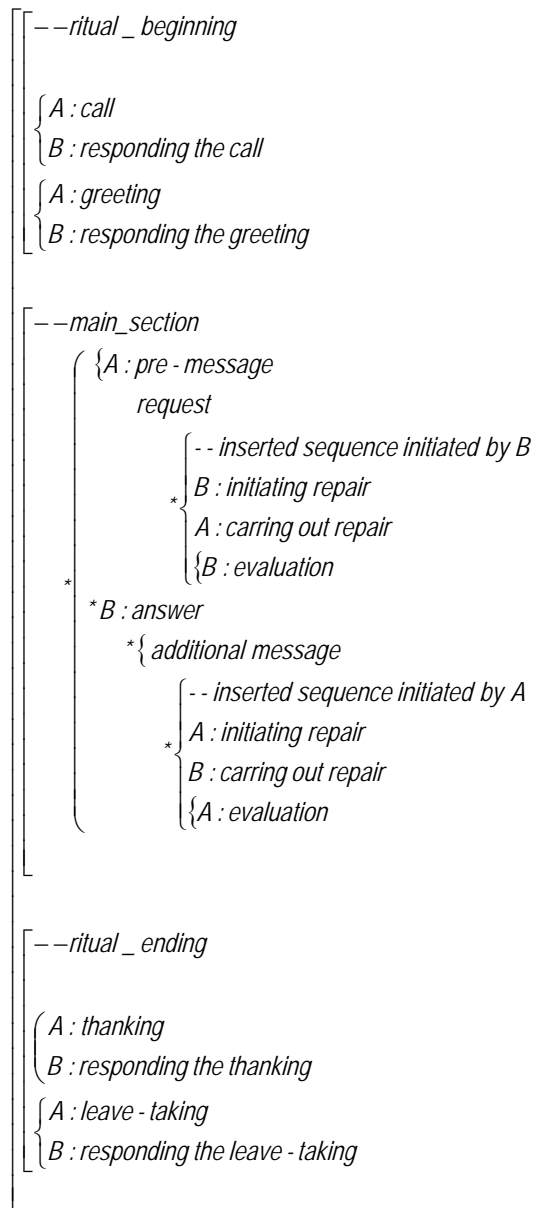 --ritual _ beginning
A : call
B : responding the call
A : greeting
B : responding the greeting
--main_section
{A : pre - message
request
- - inserted sequence initiated by B
B : initiating repair
*
A : carring out repair
{B : evaluation
*
* B : answer
*{ additional message
- - inserted sequence initiated by A
A : initiating repair
*
B : carring out repair
{A : evaluation
--ritual _ ending
A : thanking
B : responding the thanking
A : leave - taking
B : responding the leave - taking